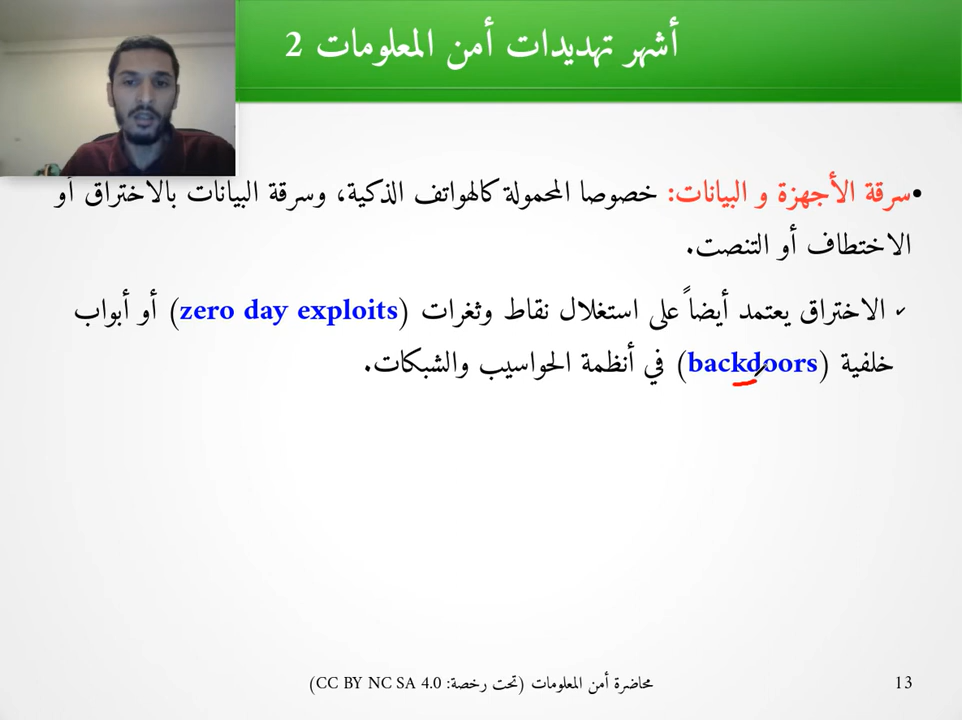 أشهر تهديدات أمن المعلومات 2
•سرقة الأجهزة و البيانات: خصوصا المحمولة كالهواتف الذكية، وسرقة البيانات بالاختراق أو
الاختطاف أو التنصت.
✓ الاختراق يعتمد أيضاً على استغلال نقاط وثغرات (zero day exploits) أو أبواب
خلفية (backdoors) في أنظمة الحواسيب والشبكات.
محاضرة أمن المعلومات (تحت رخصة: CC BY NC SA 4.0)
13